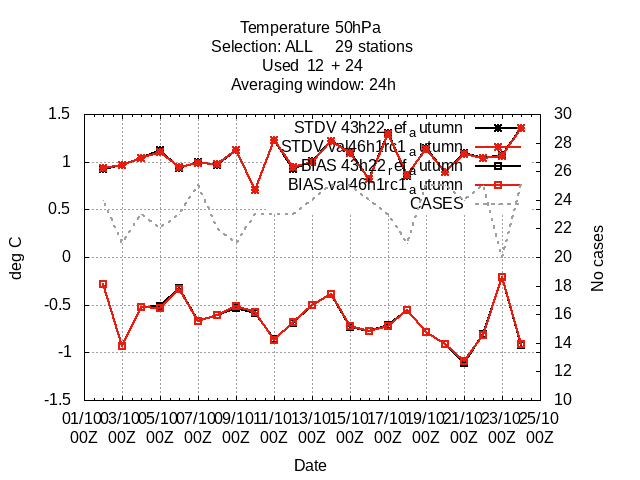 Temperature 50hPa
Selection: ALL 29 stations
Used 12 + 24
Averaging window: 24h
1.5
1
0.5
0
-0.5
-1
-1.5
deg C
30
28
26
24
22
20
18
16
14
12
10
No cases
STDV 43h22_ref_autumn
STDV val46h1rc1_autumn
BIAS 43h22_ref_autumn
BIAS val46h1rc1_autumn
CASES
01/10 03/10 05/10 07/10 09/10 11/10 13/10 15/10 17/10 19/10 21/10 23/10 25/10
00Z 00Z 00Z 00Z 00Z 00Z 00Z 00Z 00Z 00Z 00Z 00Z 00Z
Date